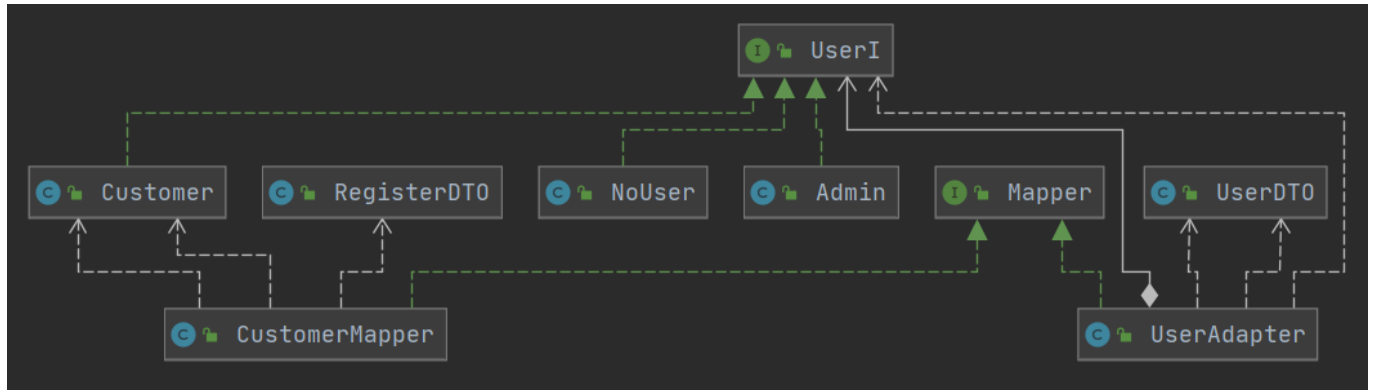 I UserI
C Customer
C RegisterDTO
C NoUser
C Admin
I Mapper
C UserDTO
C CustomerMapper
C UserAdapter